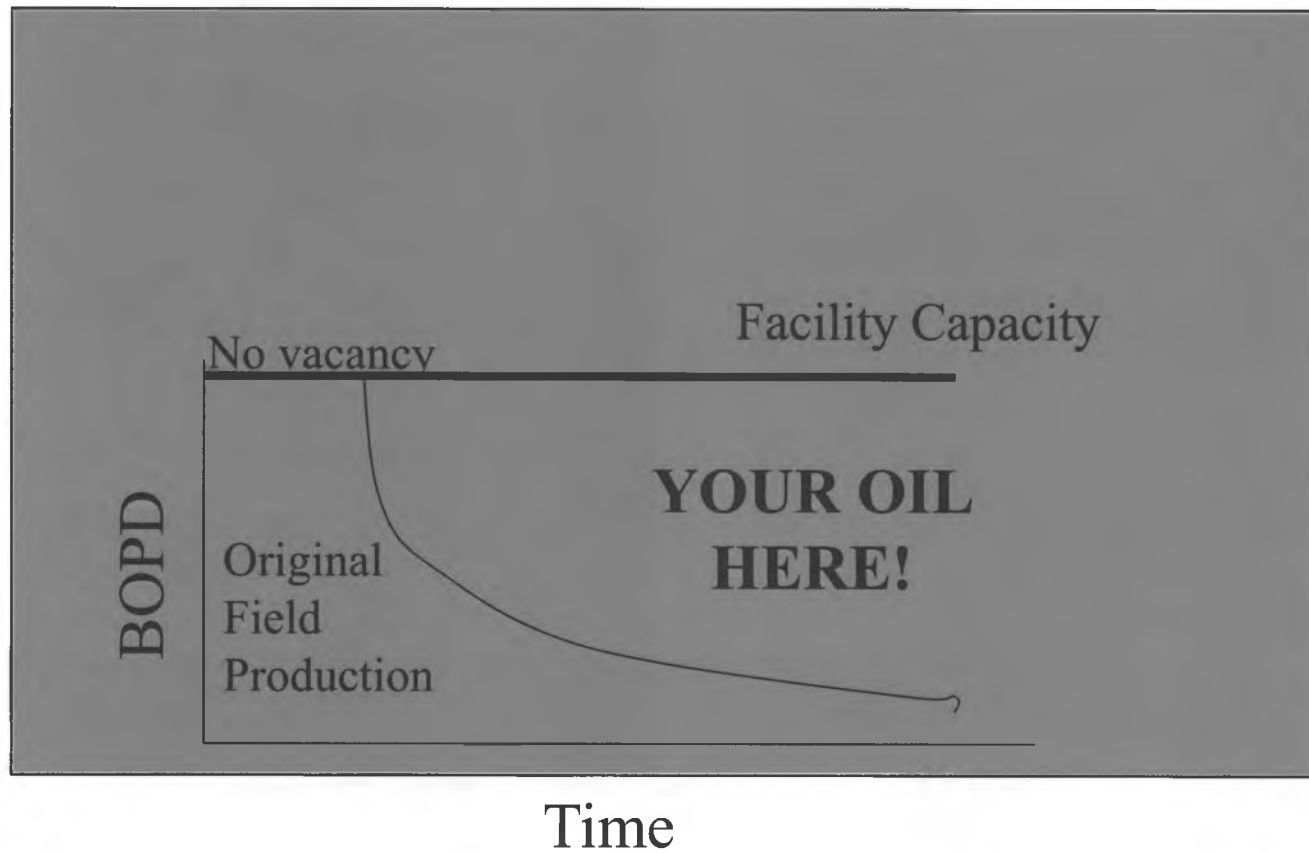 Facility Capacity
No vacancy
YOUR OIL
HERE!
BOPD
Original
Field
Production
Time